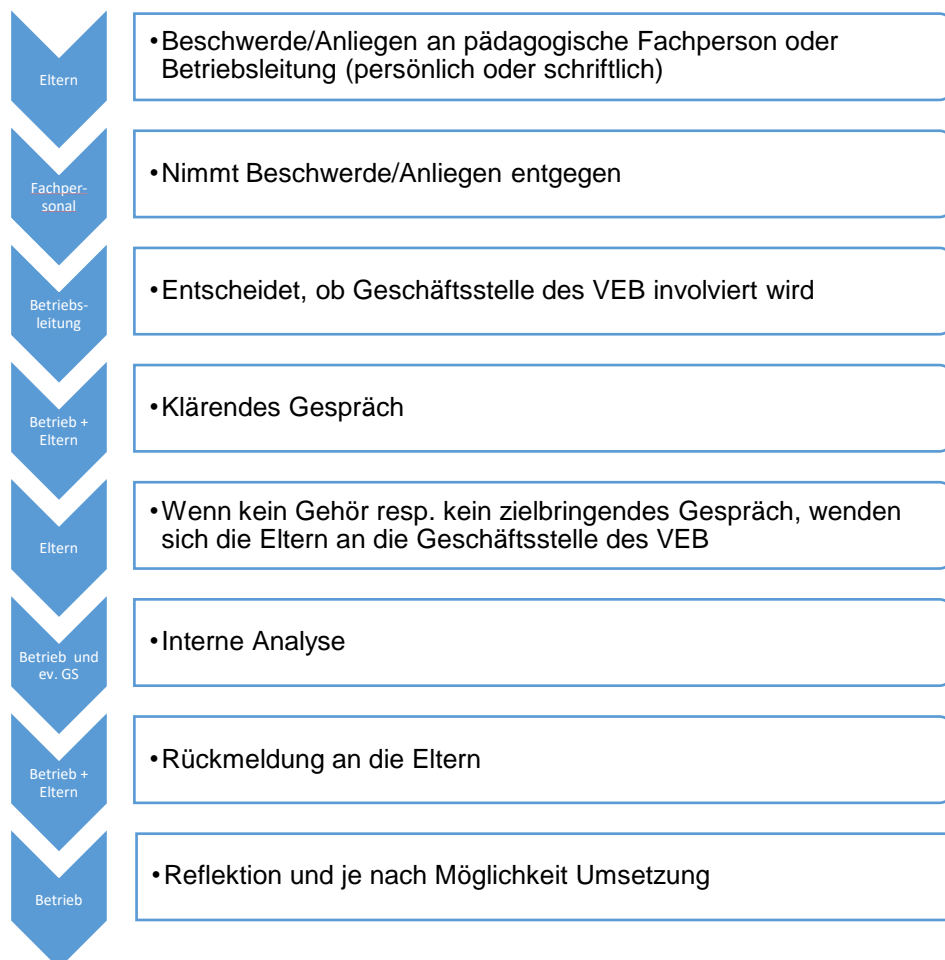 Eltern
•Beschwerde/Anliegen an pädagogische Fachperson oder
Betriebsleitung (persönlich oder schriftlich)
Fachper-
sonal
•Nimmt Beschwerde/Anliegen entgegen
Betriebs-
leitung
•Entscheidet, ob Geschäftsstelle des VEB involviert wird
Betrieb +
Eltern
•Klärendes Gespräch
Eltern
•Wenn kein Gehör resp. kein zielbringendes Gespräch, wenden
sich die Eltern an die Geschäftsstelle des VEB
Betrieb und
ev. GS
•Interne Analyse
Betrieb +
Eltern
•Rückmeldung an die Eltern
Betrieb
•Reflektion und je nach Möglichkeit Umsetzung